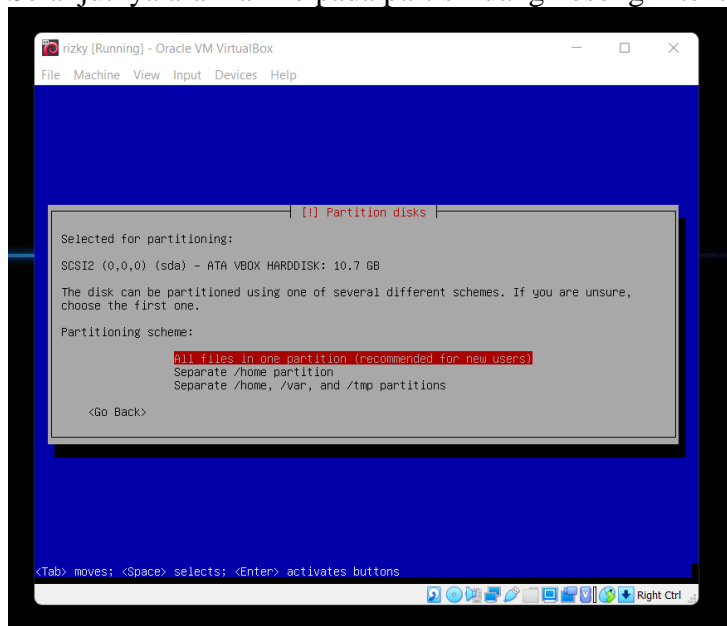 rizky [Running] - Oracle VM VirtualBox
File Machine View Input Devices Help
[!] Partition disks
Selected for partitioning:
SCSI2 (0,0,0) (sda) - ATA VBOX HARDDISK: 10.7 GB
The disk can be partitioned using one of several different schemes. If you are unsure,
choose the first one.
Partitioning scheme:
All files in one partition (recommended for new users)
Separate /home partition
Separate /home, /var, and /tmp partitions
<Go Back>
<Tab> moves; <Space> selects; <Enter> activates buttons
Right Ctrl